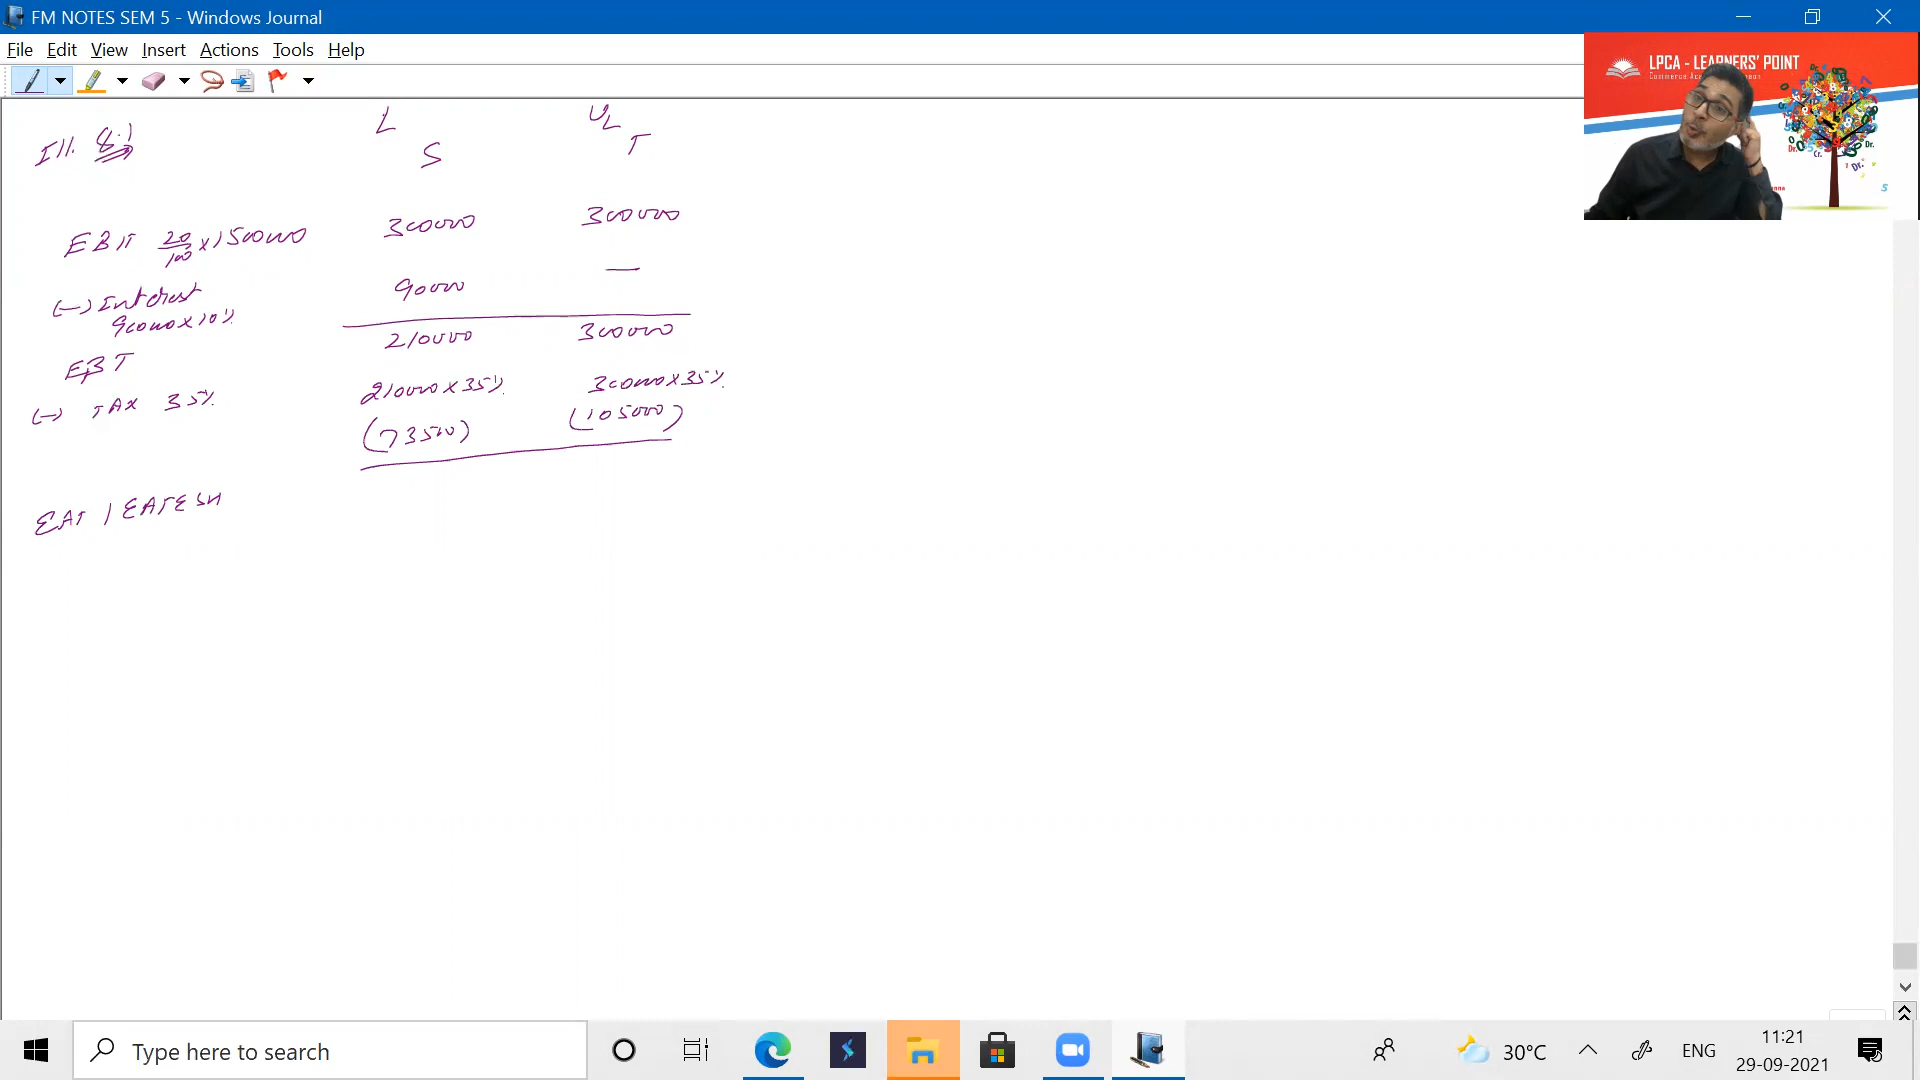 FM NOTES SEM 5 - Windows Journal
File Edit View Insert Actions Tools Help
LPCA - LEARNERS' POINT
L UL
Ill. 8:)
S T
EBIT 20/100 x 1500000 300000 300000
(-) Interest 90000 —
900000 x 10%
210000 300000
EBT
(-) TAX 35% 210000 x 35% 300000 x 35%
(73500) (105000)
EAT / EATESH
Type here to search
30°C
ENG
11:21
29-09-2021